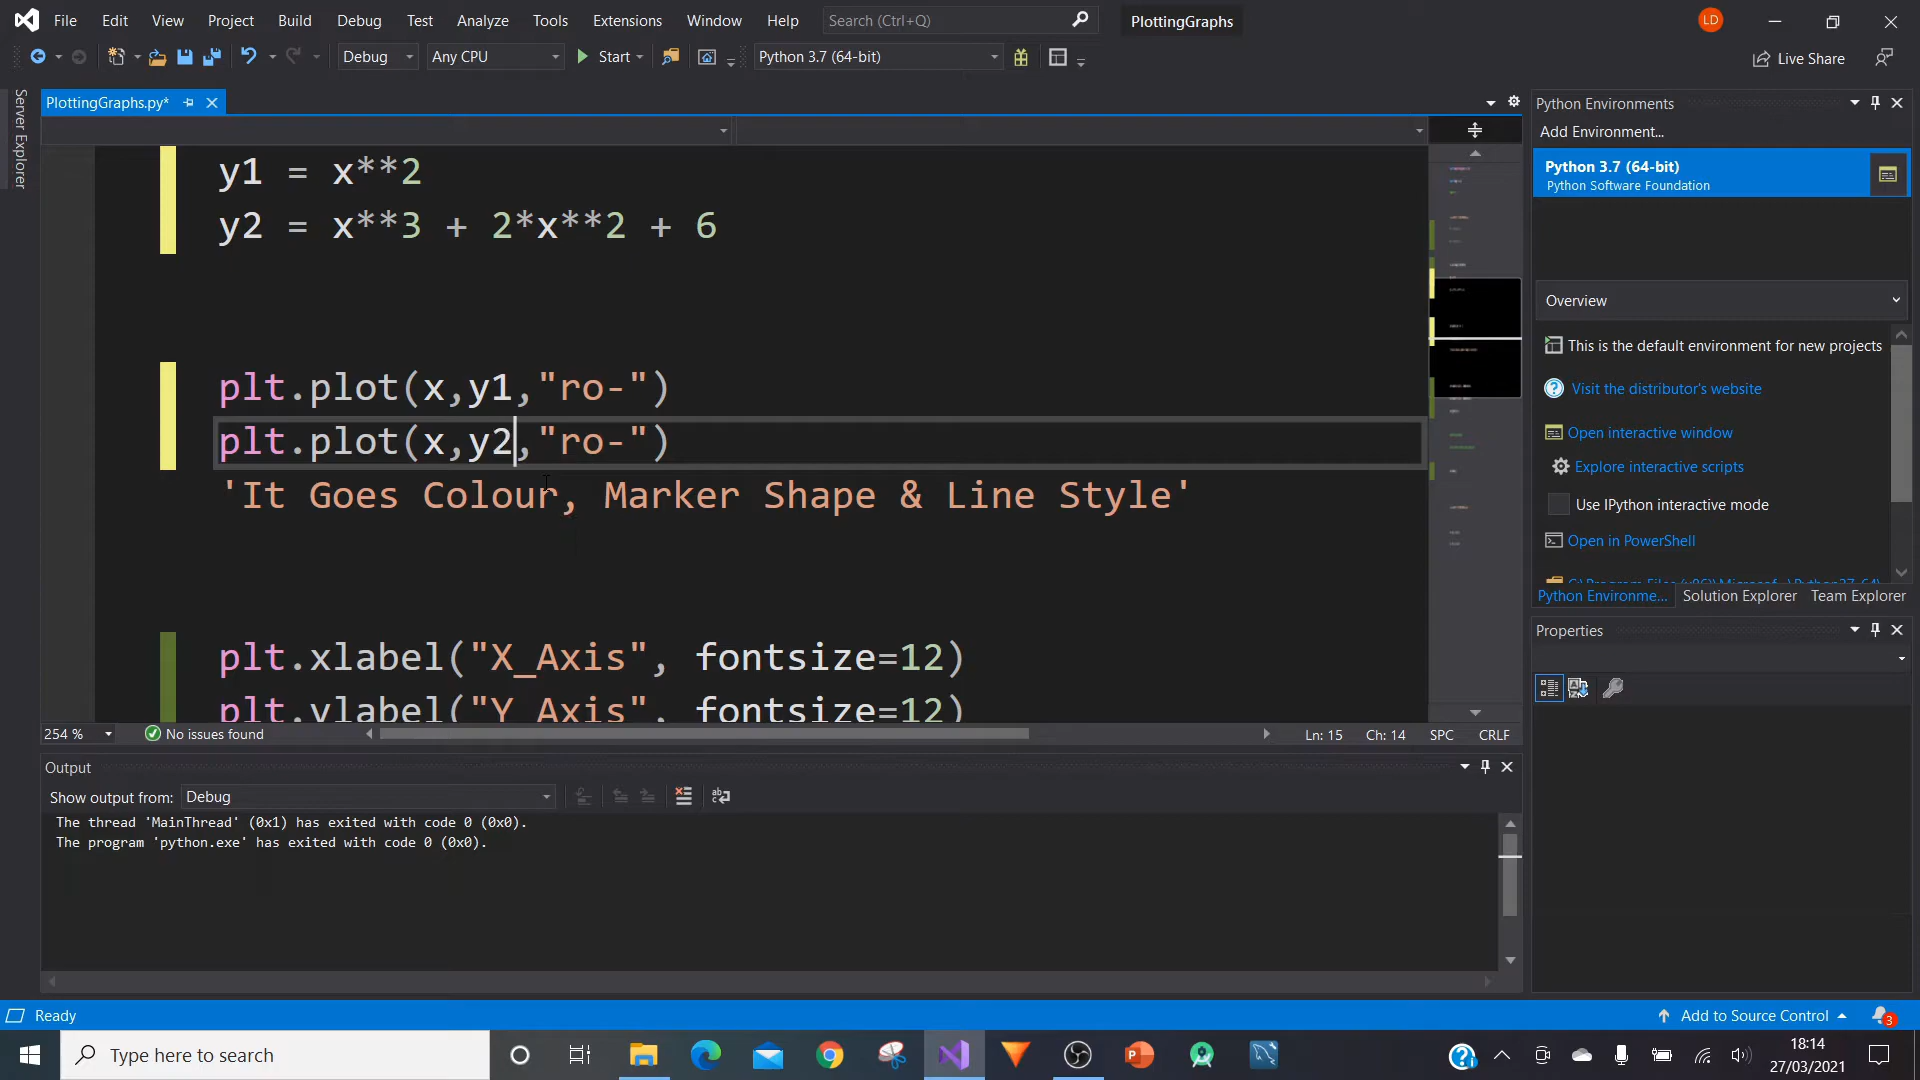 File Edit View Project Build Debug Test Analyze Tools Extensions Window Help Search (Ctrl+Q) PlottingGraphs LD
Debug Any CPU Start Python 3.7 (64-bit) Live Share
Server Explorer
PlottingGraphs.py*
y1 = x**2
y2 = x**3 + 2*x**2 + 6
plt.plot(x,y1,"ro-")
plt.plot(x,y2,"ro-")
'It Goes Colour, Marker Shape & Line Style'
plt.xlabel("X_Axis", fontsize=12)
plt.ylabel("Y_Axis", fontsize=12)
254 % No issues found Ln: 15 Ch: 14 SPC CRLF
Output
Show output from: Debug
The thread 'MainThread' (0x1) has exited with code 0 (0x0).
The program 'python.exe' has exited with code 0 (0x0).
Python Environments
Add Environment...
Python 3.7 (64-bit)
Python Software Foundation
Overview
This is the default environment for new projects
Visit the distributor's website
Open interactive window
Explore interactive scripts
Use IPython interactive mode
Open in PowerShell
Python Environme... Solution Explorer Team Explorer
Properties
Ready Add to Source Control 3
Type here to search
18:14
27/03/2021